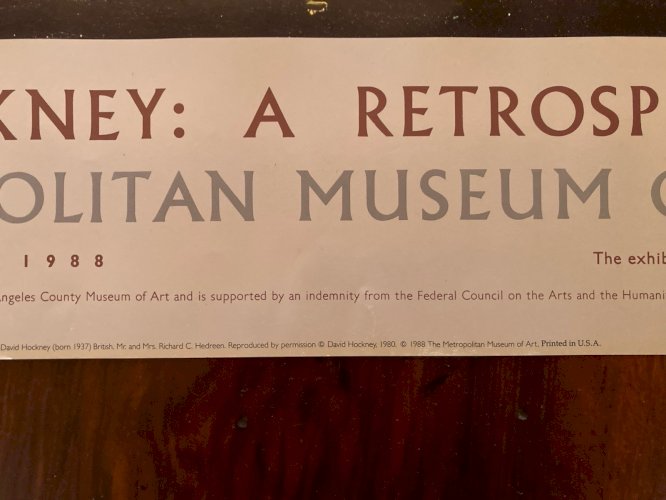 KNEY: A RETROSP
OLITAN MUSEUM O
1988
The exhib
ngeles County Museum of Art and is supported by an indemnity from the Federal Council on the Arts and the Humani
David Hockney (born 1937) British. Mr. and Mrs. Richard C. Hedreen. Reproduced by permission © David Hockney, 1980. © 1988 The Metropolitan Museum of Art. Printed in U.S.A.